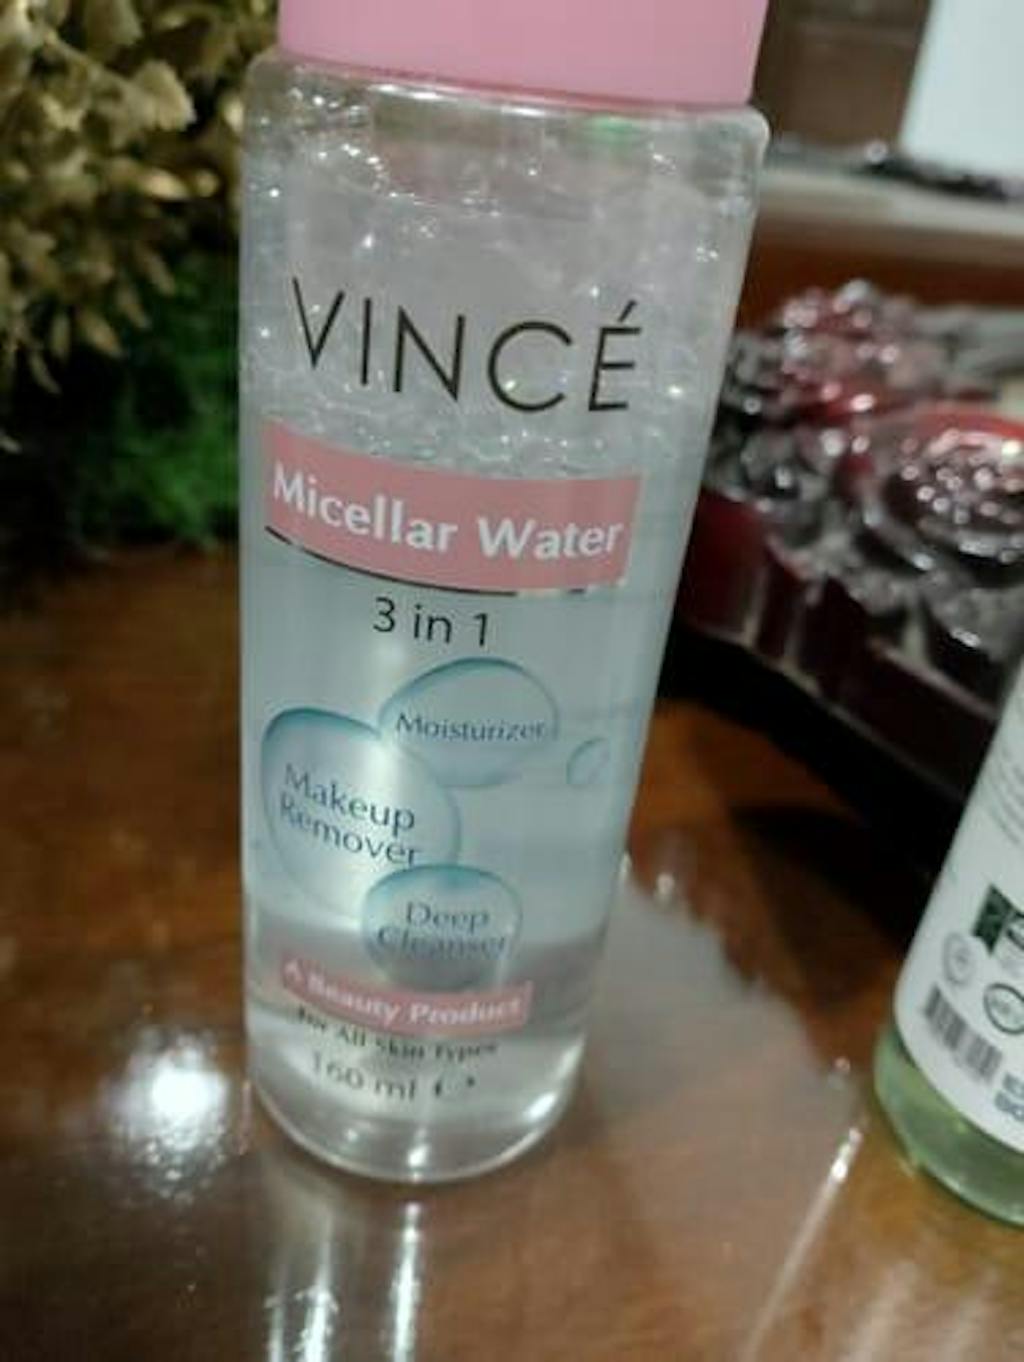 VINCÉ
Micellar Water
3 in 1
Moisturizer
Makeup
Remover
Deep
Cleanser
A Beauty Product
for All Skin Types
160 ml